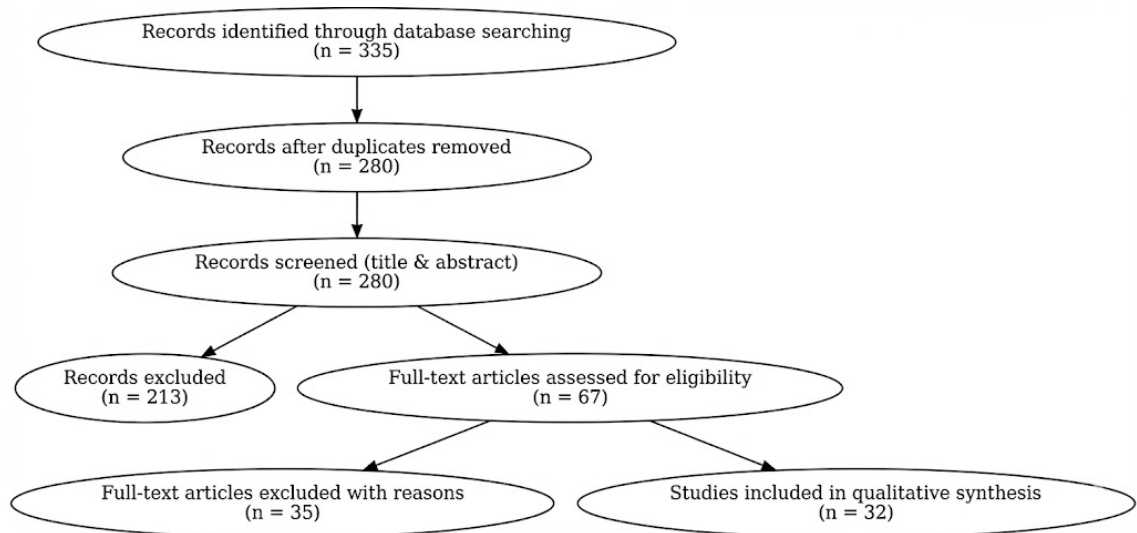 Records identified through database searching
(n = 335)
Records after duplicates removed
(n = 280)
Records screened (title & abstract)
(n = 280)
Records excluded
(n = 213)
Full-text articles assessed for eligibility
(n = 67)
Full-text articles excluded with reasons
(n = 35)
Studies included in qualitative synthesis
(n = 32)